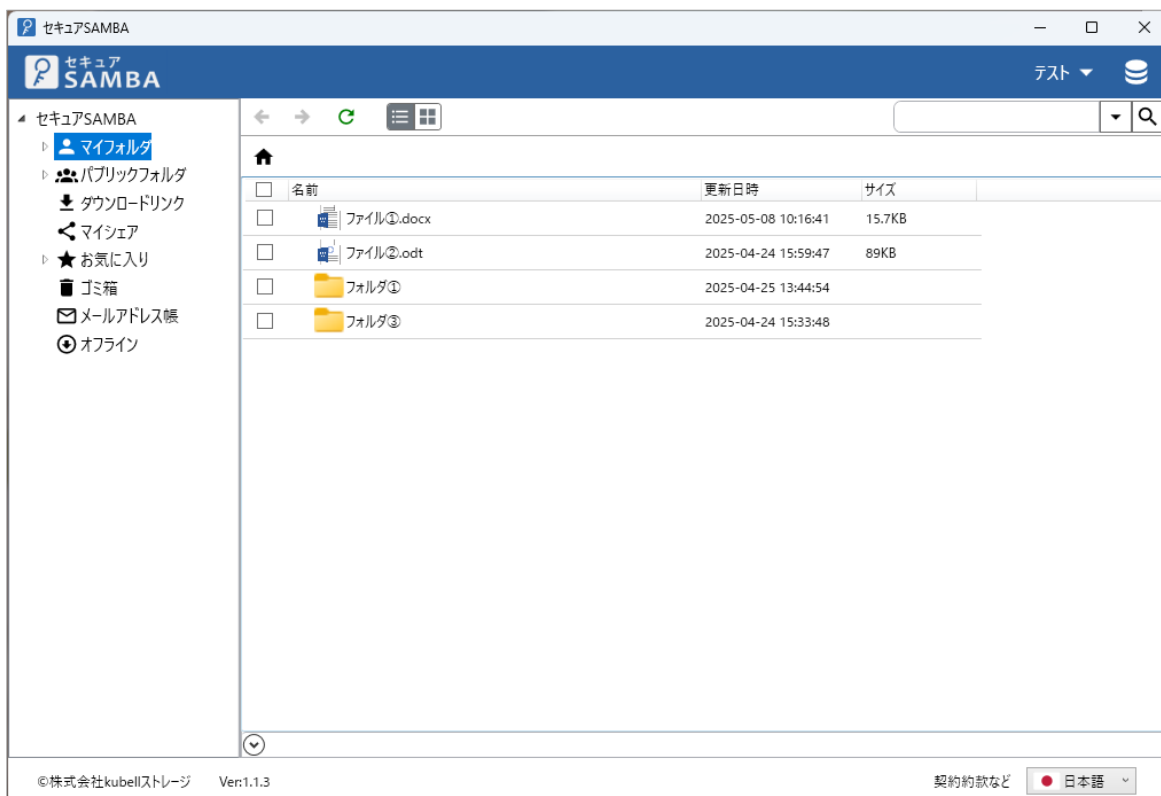 セキュアSAMBA
セキュア
SAMBA
テスト
セキュアSAMBA
マイフォルダ
パブリックフォルダ
ダウンロードリンク
マイシェア
お気に入り
ゴミ箱
メールアドレス帳
オフライン
名前 更新日時 サイズ
ファイル①.docx 2025-05-08 10:16:41 15.7KB
ファイル②.odt 2025-04-24 15:59:47 89KB
フォルダ① 2025-04-25 13:44:54
フォルダ③ 2025-04-24 15:33:48
©株式会社kubellストレージ Ver:1.1.3 契約約款など 日本語